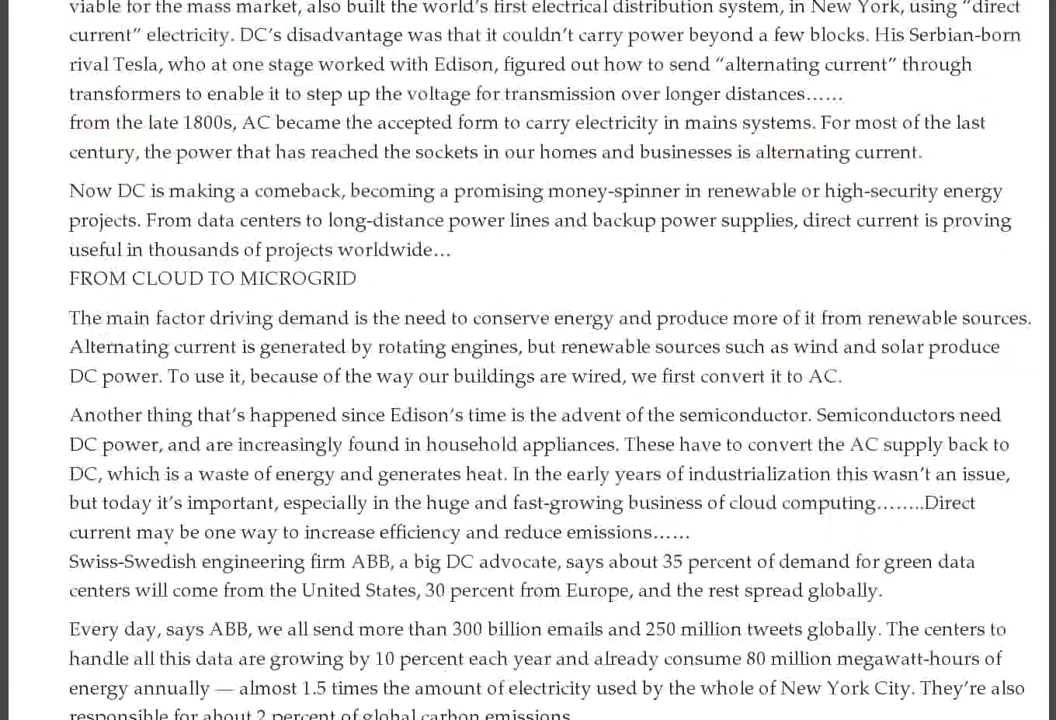 viable for the mass market, also built the world's first electrical distribution system, in New York, using “direct
current” electricity. DC's disadvantage was that it couldn't carry power beyond a few blocks. His Serbian-born
rival Tesla, who at one stage worked with Edison, figured out how to send “alternating current” through
transformers to enable it to step up the voltage for transmission over longer distances……
from the late 1800s, AC became the accepted form to carry electricity in mains systems. For most of the last
century, the power that has reached the sockets in our homes and businesses is alternating current.
Now DC is making a comeback, becoming a promising money-spinner in renewable or high-security energy
projects. From data centers to long-distance power lines and backup power supplies, direct current is proving
useful in thousands of projects worldwide…
FROM CLOUD TO MICROGRID
The main factor driving demand is the need to conserve energy and produce more of it from renewable sources.
Alternating current is generated by rotating engines, but renewable sources such as wind and solar produce
DC power. To use it, because of the way our buildings are wired, we first convert it to AC.
Another thing that's happened since Edison's time is the advent of the semiconductor. Semiconductors need
DC power, and are increasingly found in household appliances. These have to convert the AC supply back to
DC, which is a waste of energy and generates heat. In the early years of industrialization this wasn't an issue,
but today it's important, especially in the huge and fast-growing business of cloud computing……..Direct
current may be one way to increase efficiency and reduce emissions……
Swiss-Swedish engineering firm ABB, a big DC advocate, says about 35 percent of demand for green data
centers will come from the United States, 30 percent from Europe, and the rest spread globally.
Every day, says ABB, we all send more than 300 billion emails and 250 million tweets globally. The centers to
handle all this data are growing by 10 percent each year and already consume 80 million megawatt-hours of
energy annually — almost 1.5 times the amount of electricity used by the whole of New York City. They're also
responsible for about 2 percent of global carbon emissions